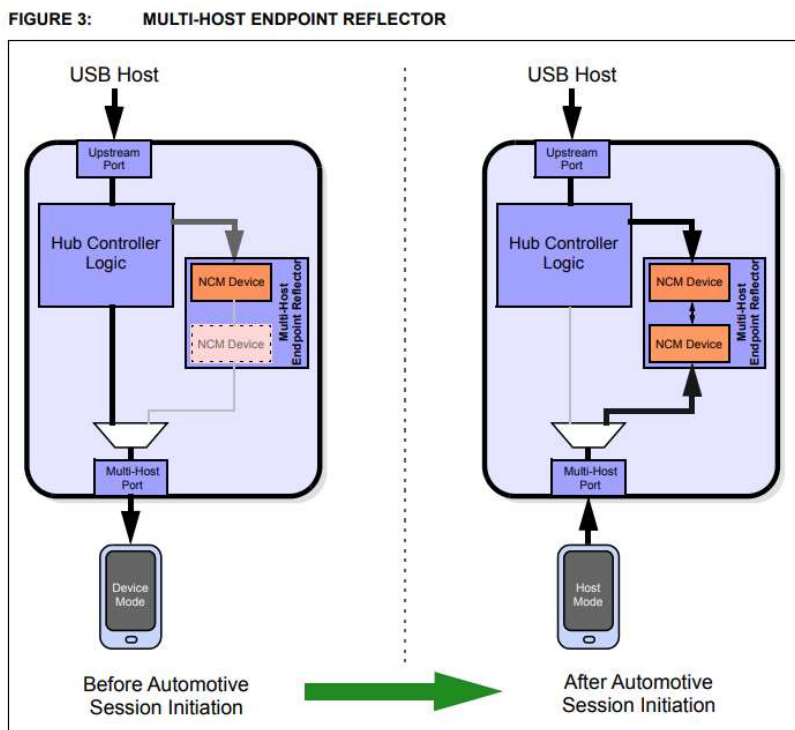 FIGURE 3: MULTI-HOST ENDPOINT REFLECTOR
USB Host
Upstream
Port
Hub Controller
Logic
NCM Device
NCM Device
Multi-Host
Endpoint Reflector
Multi-Host
Port
Device
Mode
Before Automotive
Session Initiation
USB Host
Upstream
Port
Hub Controller
Logic
NCM Device
NCM Device
Multi-Host
Endpoint Reflector
Multi-Host
Port
Host
Mode
After Automotive
Session Initiation